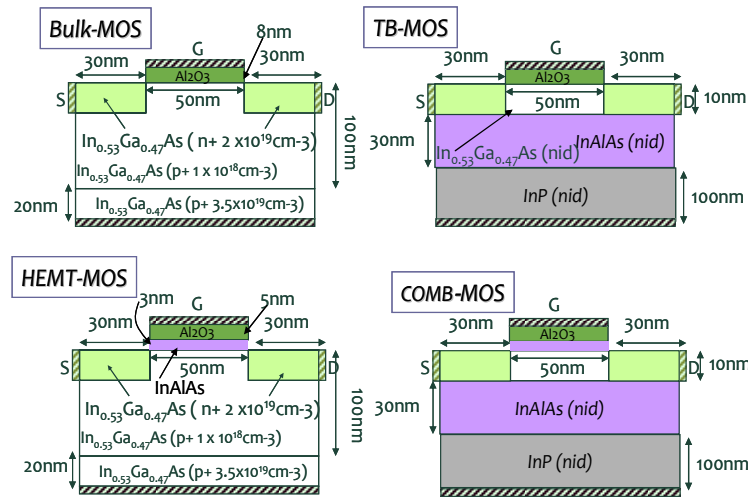 Bulk-MOS
G
8nm
30nm
30nm
Al2O3
S
50nm
D
In0.53Ga0.47As ( n+ 2 x1019cm-3)
100nm
In0.53Ga0.47As (p+ 1 x 1018cm-3)
20nm
In0.53Ga0.47As (p+ 3.5x1019cm-3)
TB-MOS
G
30nm
30nm
Al2O3
S
50nm
D
10nm
30nm
In0.53Ga0.47As (nid)
InAlAs (nid)
InP (nid)
100nm
HEMT-MOS
3nm
G
5nm
30nm
30nm
Al2O3
S
50nm
D
InAlAs
In0.53Ga0.47As ( n+ 2 x1019cm-3)
100nm
In0.53Ga0.47As (p+ 1 x 1018cm-3)
20nm
In0.53Ga0.47As (p+ 3.5x1019cm-3)
COMB-MOS
G
30nm
30nm
Al2O3
S
50nm
D
10nm
30nm
InAlAs (nid)
InP (nid)
100nm